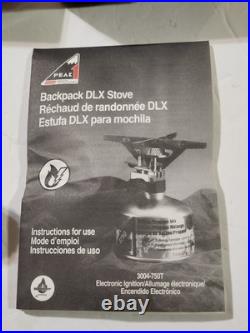 PEAK
Backpack DLX Stove
Réchaud de randonnée DLX
Estufa DLX para mochila
Instructions for use
Mode d'emploi
Instrucciones de uso
3004-750T
Electronic Ignition/Allumage électronique/
Encendido Electrónico